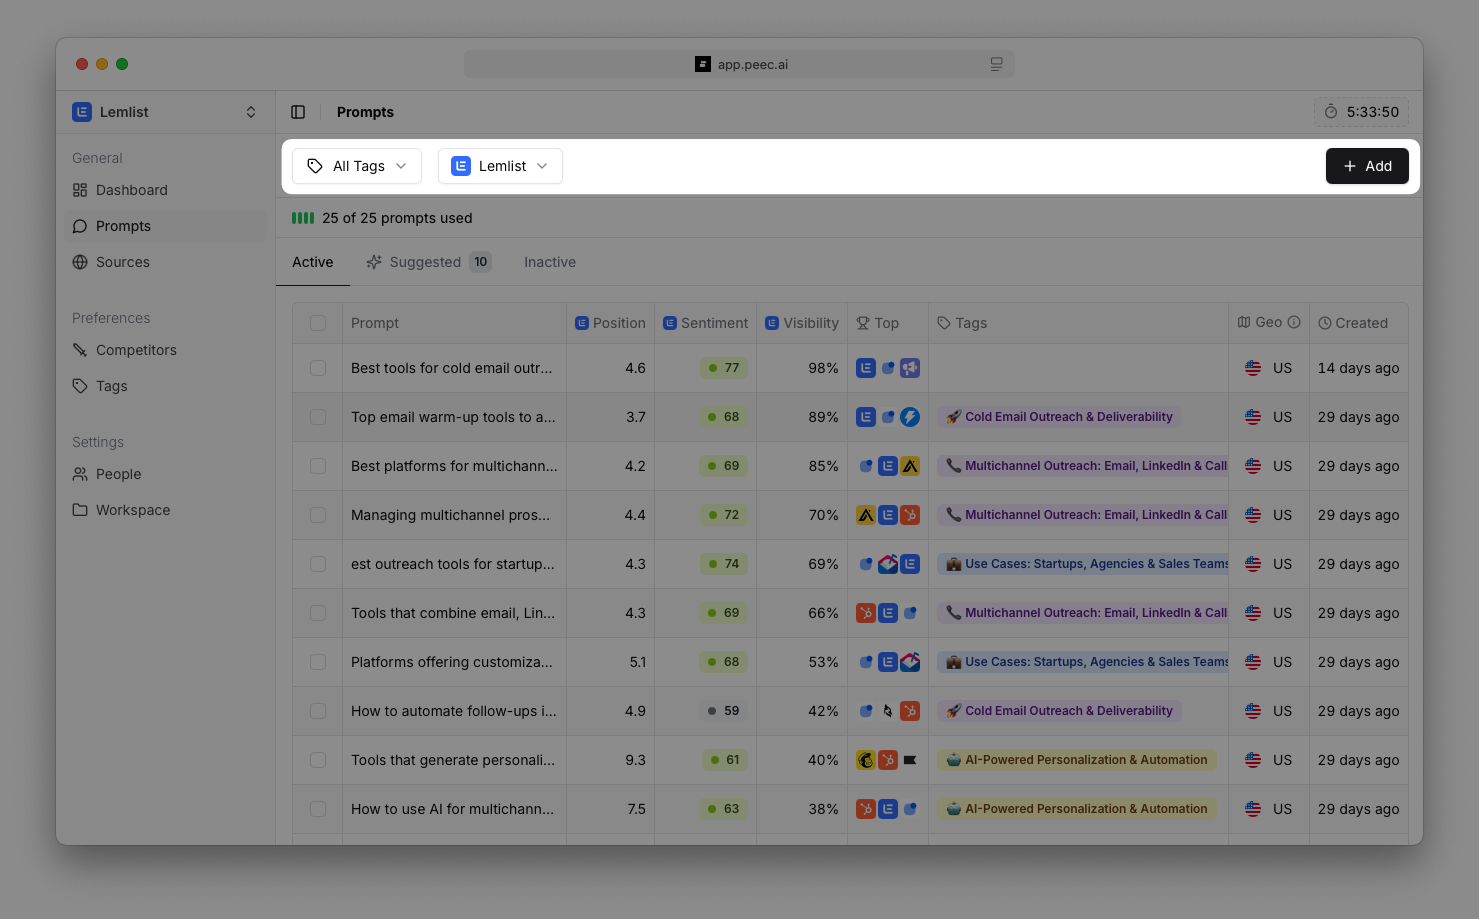 app.peec.ai
Lemlist
Prompts
5:33:50
General
Dashboard
Prompts
Sources
Preferences
Competitors
Tags
Settings
People
Workspace
All Tags
Lemlist
Add
25 of 25 prompts used
Active Suggested 10 Inactive
Prompt Position Sentiment Visibility Top Tags Geo Created
Best tools for cold email outr... 4.6 77 98% US 14 days ago
Top email warm-up tools to a... 3.7 68 89% 🚀 Cold Email Outreach & Deliverability US 29 days ago
Best platforms for multichann... 4.2 69 85% 📞 Multichannel Outreach: Email, LinkedIn & Call US 29 days ago
Managing multichannel pros... 4.4 72 70% 📞 Multichannel Outreach: Email, LinkedIn & Call US 29 days ago
est outreach tools for startup... 4.3 74 69% 💼 Use Cases: Startups, Agencies & Sales Teams US 29 days ago
Tools that combine email, Lin... 4.3 69 66% 📞 Multichannel Outreach: Email, LinkedIn & Call US 29 days ago
Platforms offering customiza... 5.1 68 53% 💼 Use Cases: Startups, Agencies & Sales Teams US 29 days ago
How to automate follow-ups i... 4.9 59 42% 🚀 Cold Email Outreach & Deliverability US 29 days ago
Tools that generate personali... 9.3 61 40% 🤖 AI-Powered Personalization & Automation US 29 days ago
How to use AI for multichann... 7.5 63 38% 🤖 AI-Powered Personalization & Automation US 29 days ago